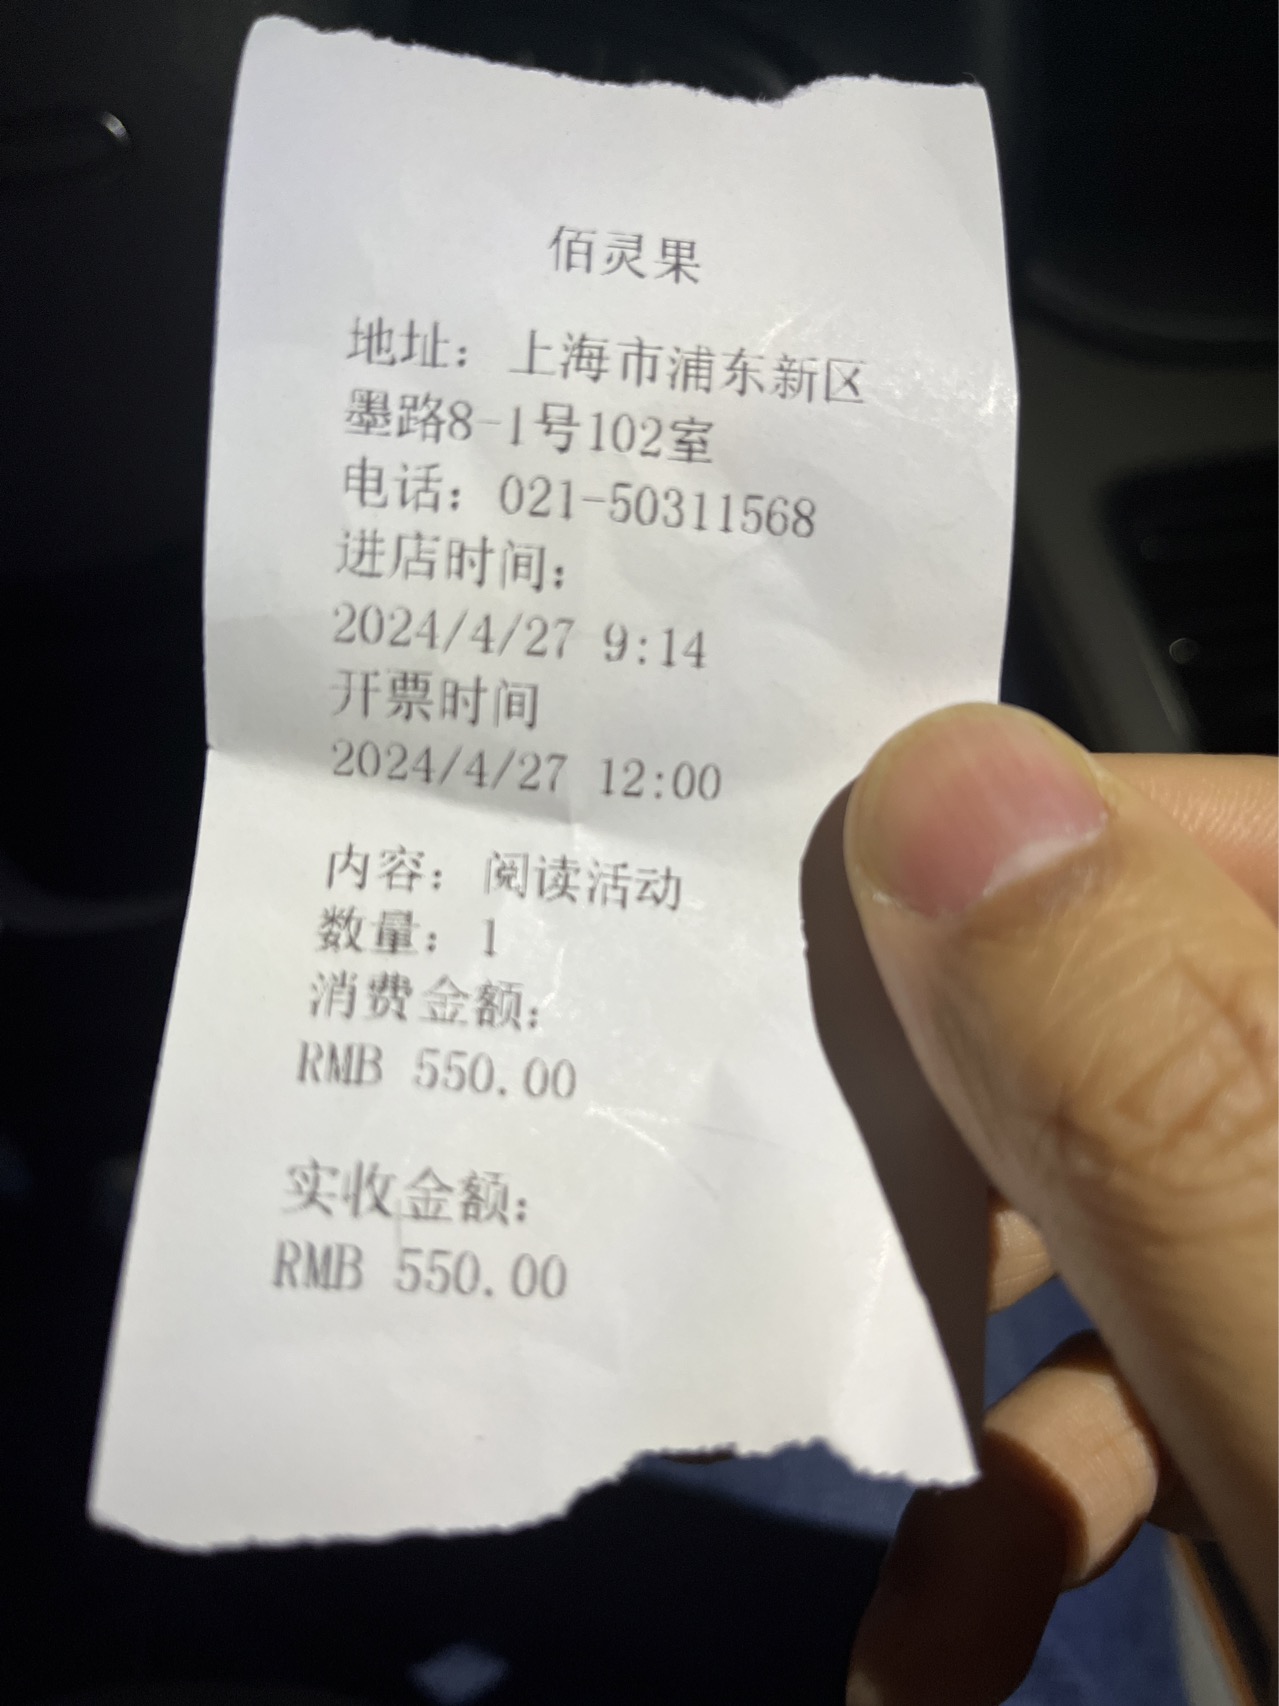 佰灵果
地址：上海市浦东新区
墨路8-1号102室
电话：021-50311568
进店时间：
2024/4/27 9:14
开票时间
2024/4/27 12:00
内容：阅读活动
数量：1
消费金额：
RMB 550.00
实收金额：
RMB 550.00